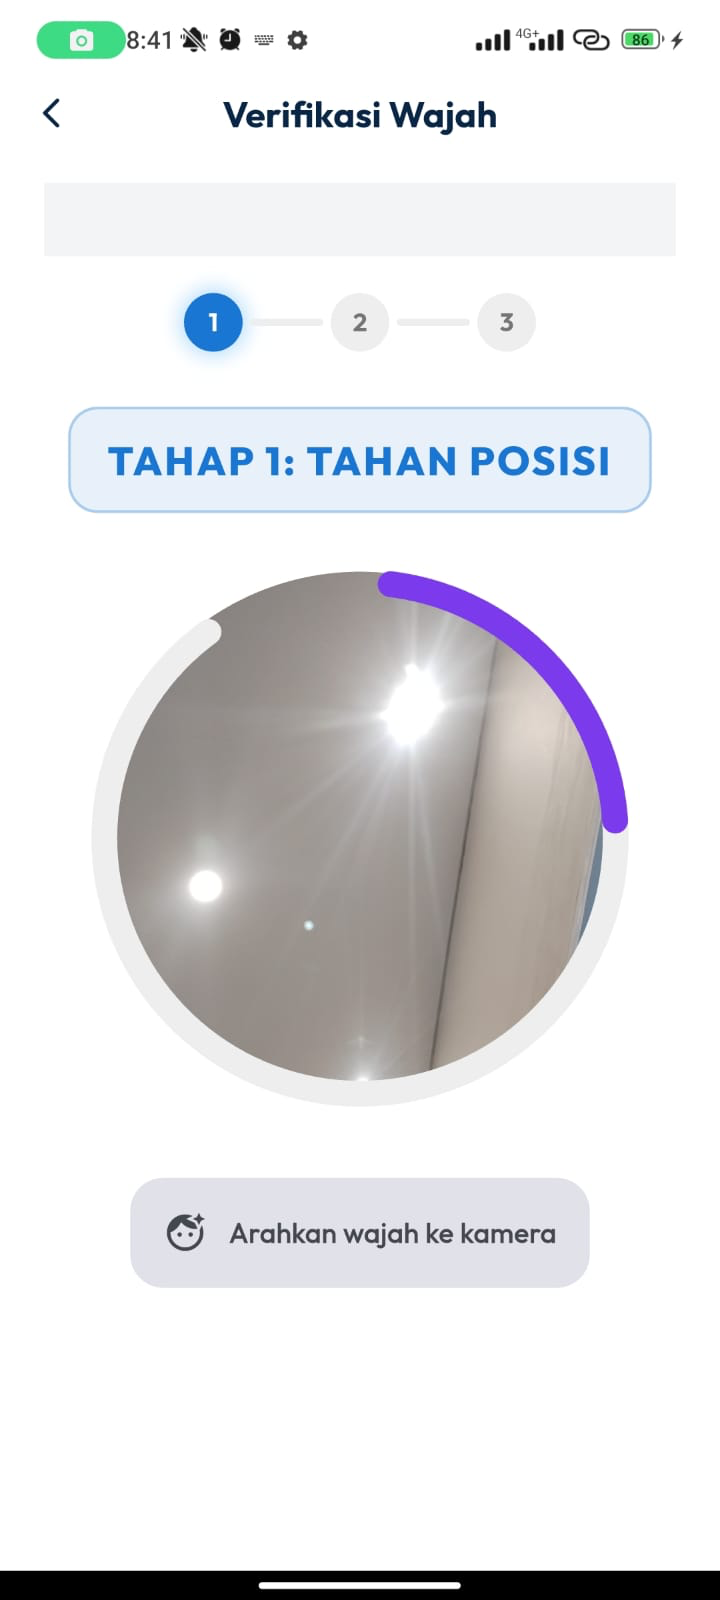 8:41
4G+
86
Verifikasi Wajah
1
2
3
TAHAP 1: TAHAN POSISI
Arahkan wajah ke kamera